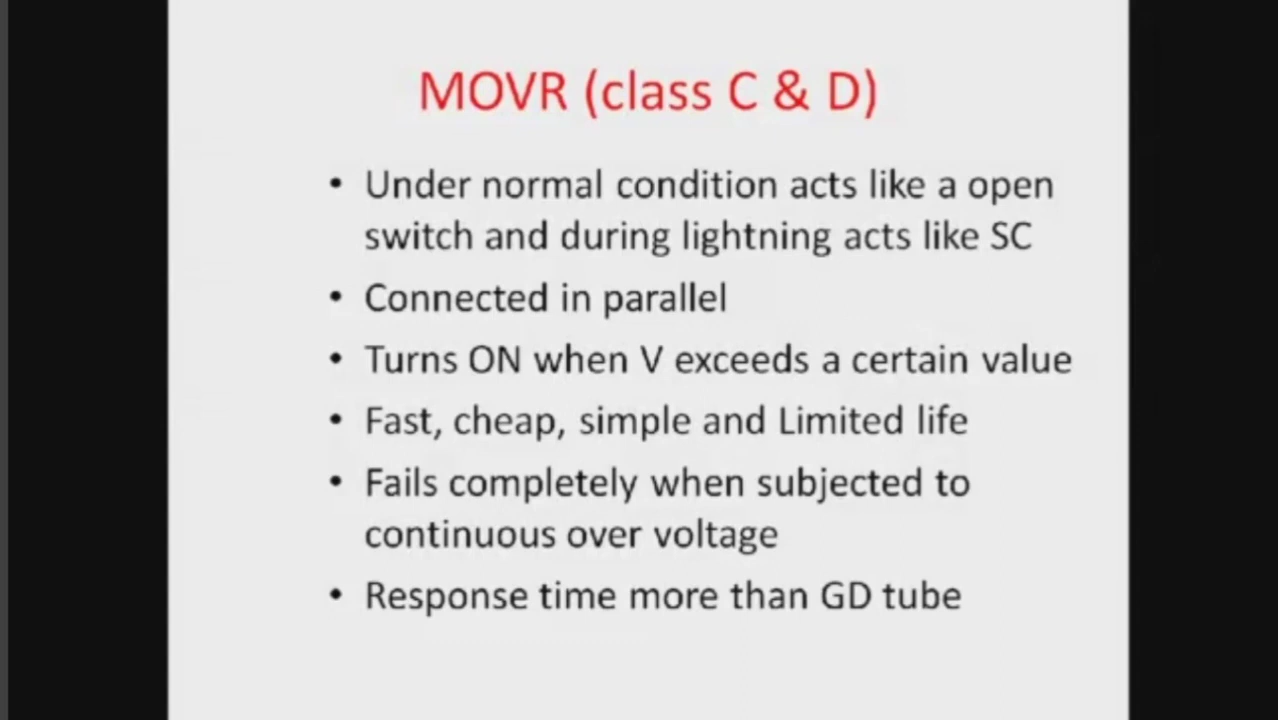 MOVR (class C & D)
• Under normal condition acts like a open
switch and during lightning acts like SC
• Connected in parallel
• Turns ON when V exceeds a certain value
• Fast, cheap, simple and Limited life
• Fails completely when subjected to
continuous over voltage
• Response time more than GD tube